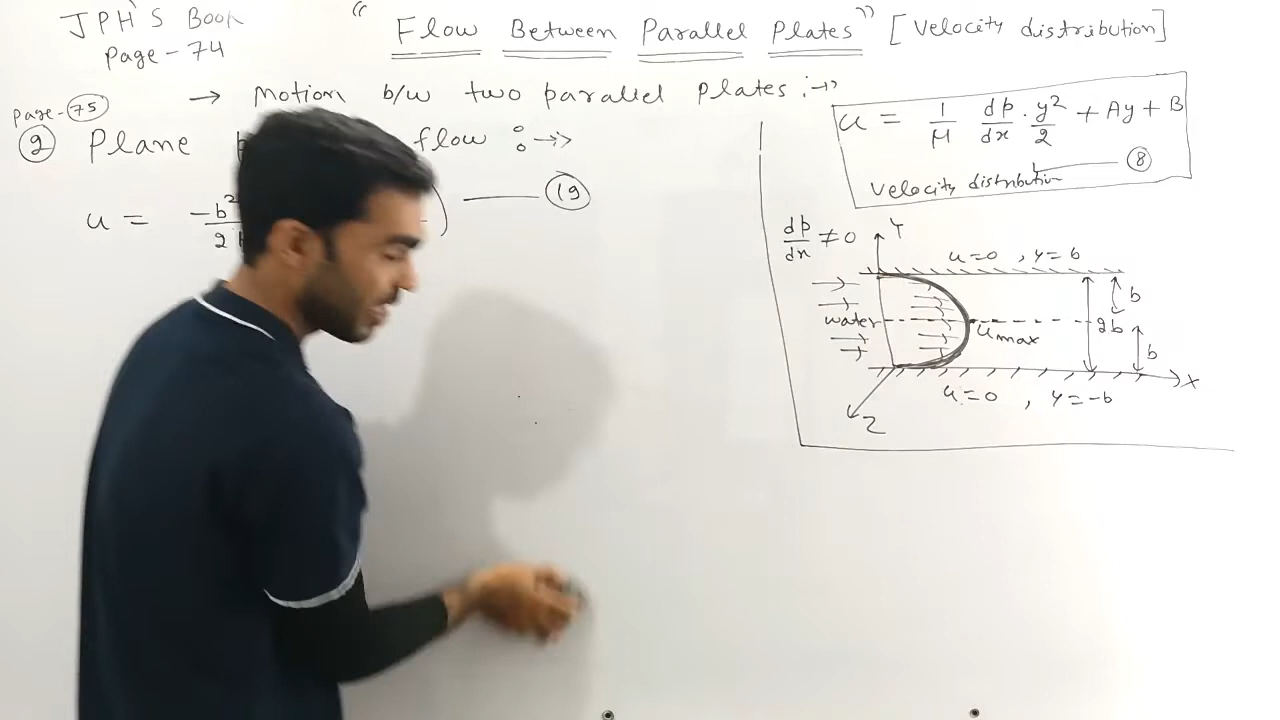 JPH'S Book
Page-74
"Flow Between Parallel Plates" [Velocity distribution]
→ Motion b/w two parallel plates :→
Page-75
2 Plane flow :→
u = -b² ) —— 19
u = 1/μ dp/dx . y²/2 + Ay + B
—— 8
Velocity distribution
dp/dx ≠ 0
Y
u=0 , y=b
b
water
umax
2b
b
X
u=0 , y=-b
Z